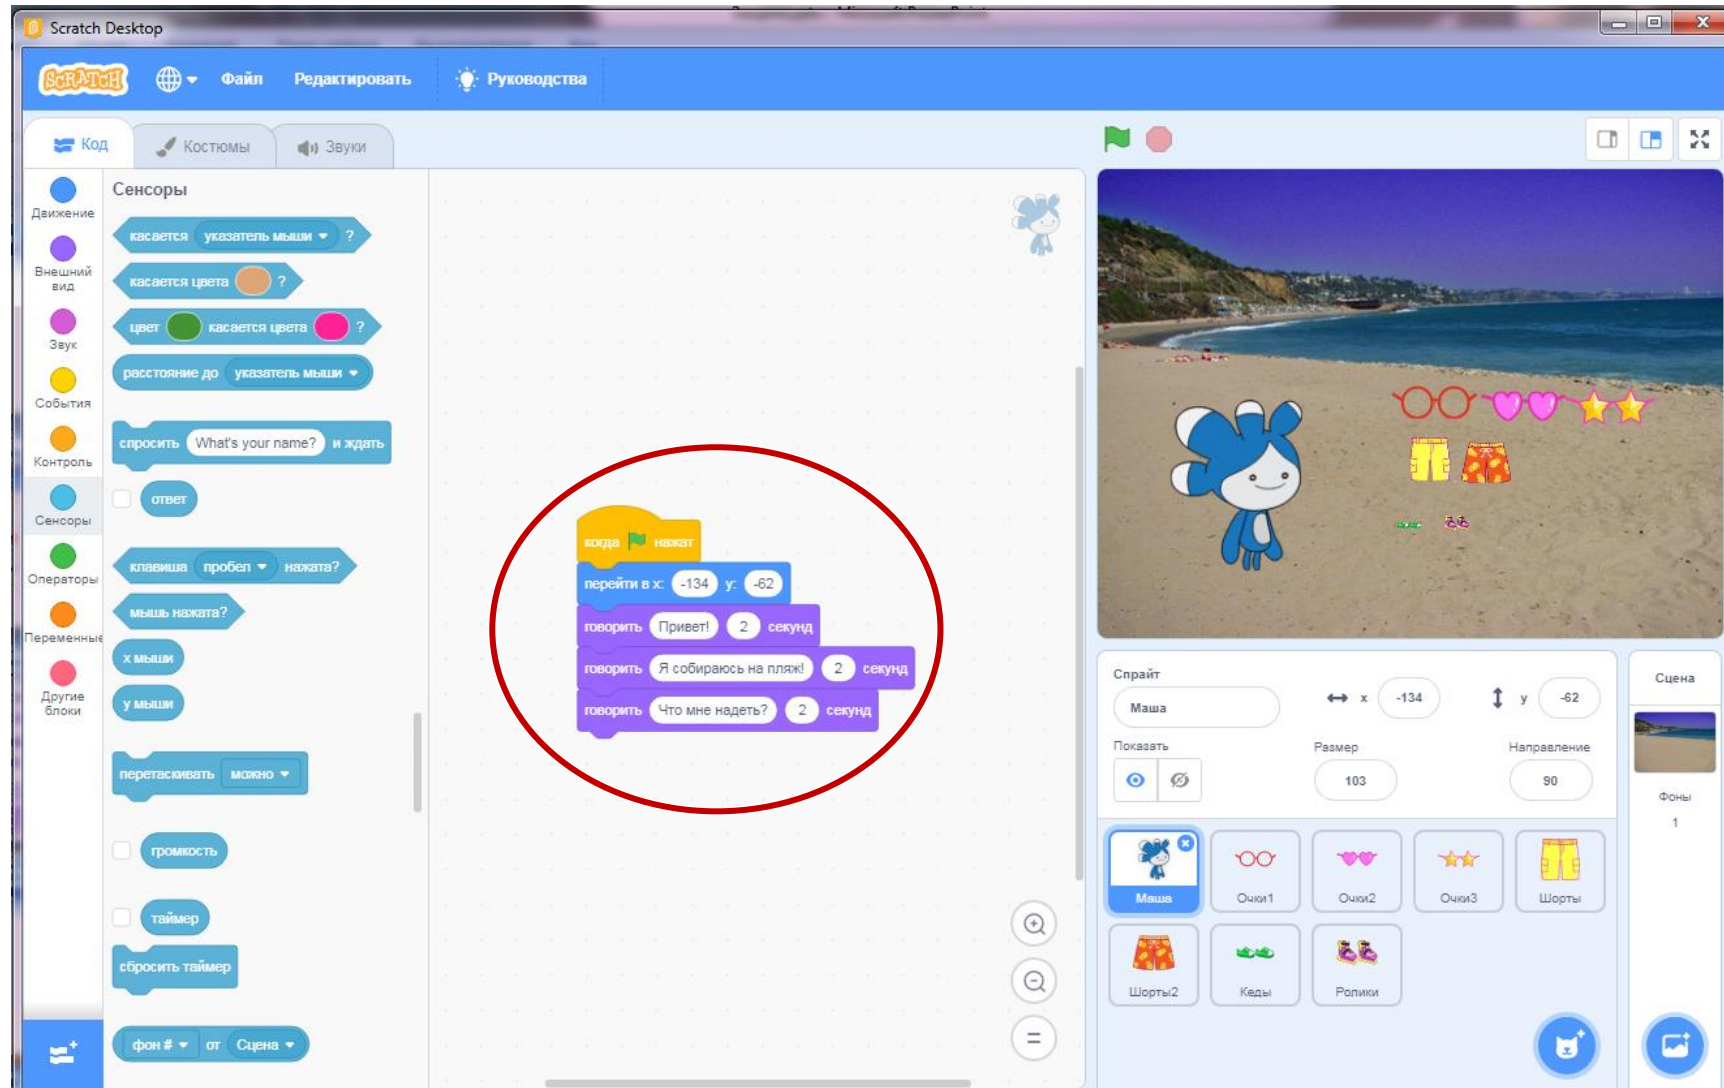 Scratch Desktop
SCRATCH Файл Редактировать Руководства
Код Костюмы Звуки
Движение
Внешний
вид
Звук
События
Контроль
Сенсоры
Операторы
Переменные
Другие
блоки
Сенсоры
касается указатель мыши ?
касается цвета ?
цвет касается цвета ?
расстояние до указатель мыши
спросить What's your name? и ждать
ответ
клавиша пробел нажата?
мышь нажата?
х мыши
у мыши
перетаскивать можно
громкость
таймер
сбросить таймер
фон # от Сцена
когда нажат
перейти в x: -134 y: -62
говорить Привет! 2 секунд
говорить Я собираюсь на пляж! 2 секунд
говорить Что мне надеть? 2 секунд
Спрайт
Маша x -134 y -62
Показать Размер Направление
103 90
Маша Очки1 Очки2 Очки3 Шорты
Шорты2 Кеды Ролики
Сцена
Фоны
1